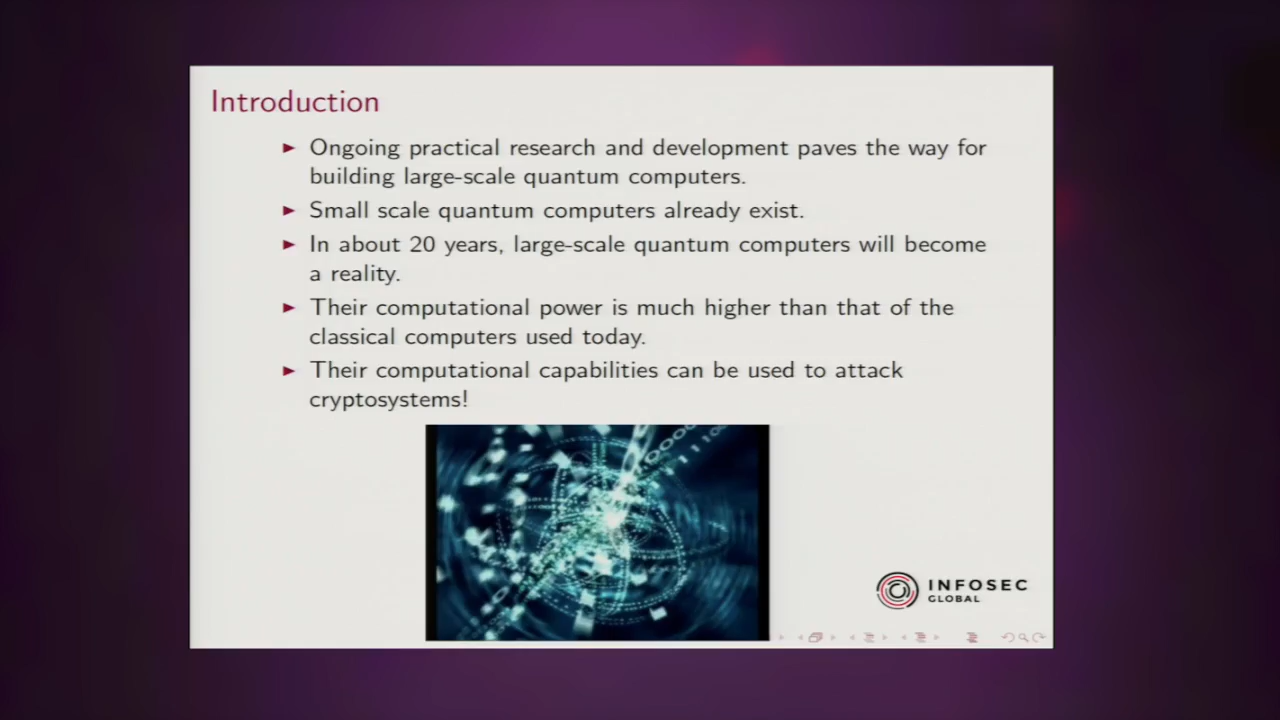 Introduction
► Ongoing practical research and development paves the way for
building large-scale quantum computers.
► Small scale quantum computers already exist.
► In about 20 years, large-scale quantum computers will become
a reality.
► Their computational power is much higher than that of the
classical computers used today.
► Their computational capabilities can be used to attack
cryptosystems!
INFOSEC
GLOBAL